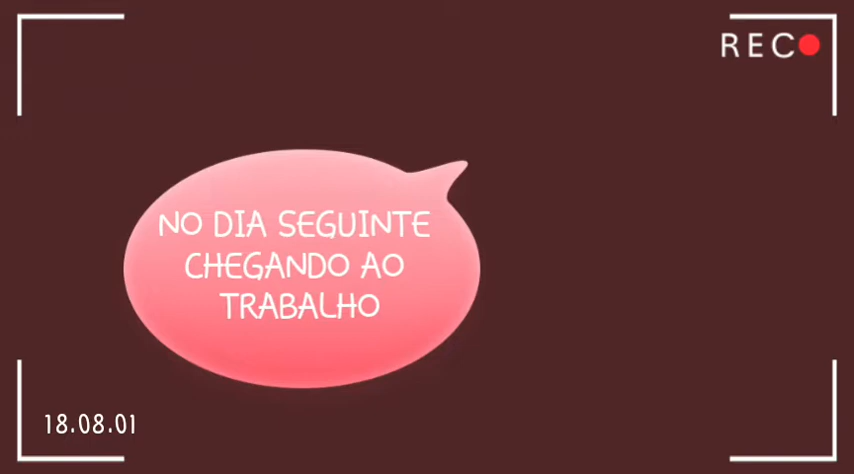 REC
NO DIA SEGUINTE
CHEGANDO AO
TRABALHO
18.08.01